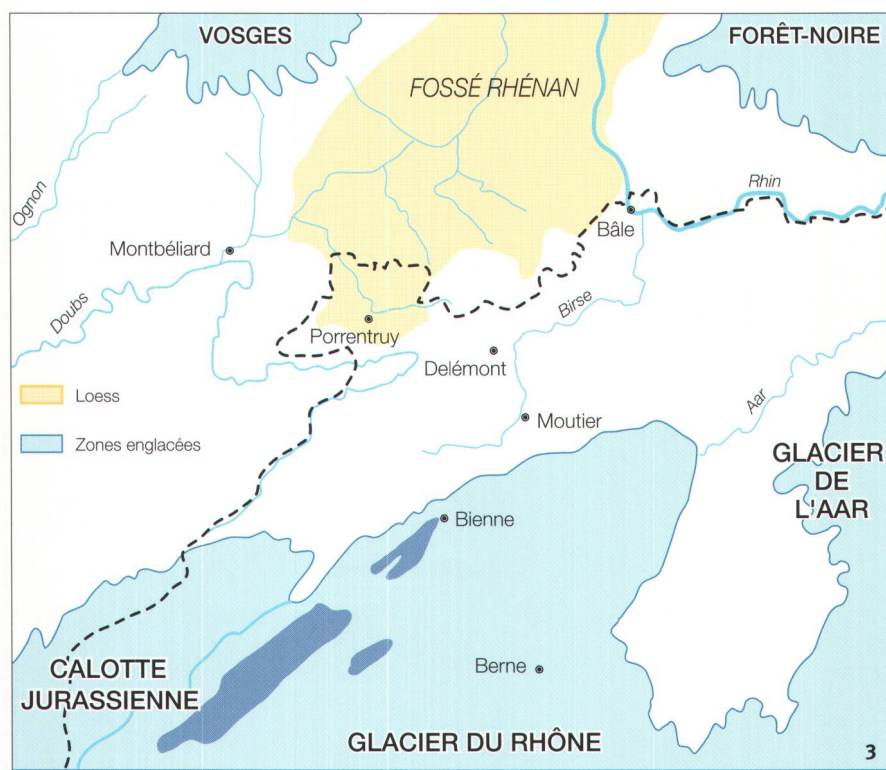 VOSGES
FORÊT-NOIRE
FOSSÉ RHÉNAN
Ognon
Rhin
Bâle
Montbéliard
Doubs
Birse
Porrentruy
Delémont
Loess
Aar
Moutier
Zones englacées
GLACIER
DE
L'AAR
Bienne
CALOTTE
JURASSIENNE
Berne
GLACIER DU RHÔNE
3